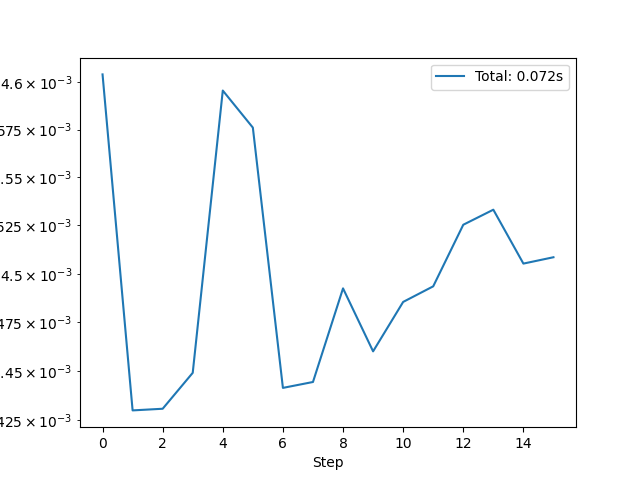 Total: 0.072s
4.6 × 10⁻³
575 × 10⁻³
.55 × 10⁻³
525 × 10⁻³
4.5 × 10⁻³
475 × 10⁻³
.45 × 10⁻³
425 × 10⁻³
0 2 4 6 8 10 12 14
Step